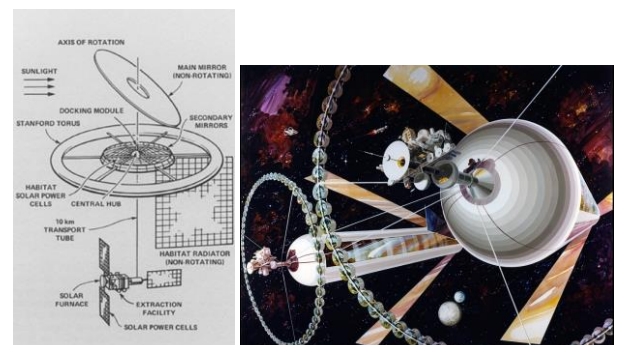 AXIS OF ROTATION
SUNLIGHT
MAIN MIRROR
(NON-ROTATING)
DOCKING MODULE
STANFORD TORUS
SECONDARY
MIRRORS
HABITAT
SOLAR POWER
CELLS
CENTRAL HUB
10 km
TRANSPORT
TUBE
HABITAT RADIATOR
(NON-ROTATING)
SOLAR
FURNACE
EXTRACTION
FACILITY
SOLAR POWER CELLS